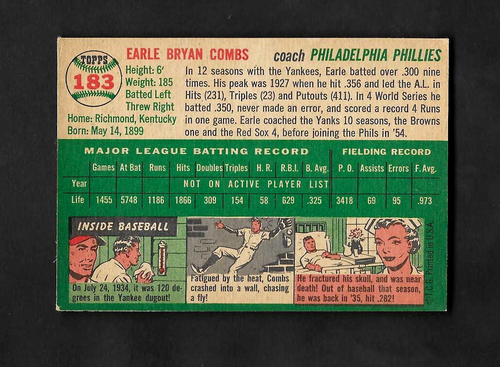 TOPPS
183
EARLE BRYAN COMBS coach PHILADELPHIA PHILLIES
Height: 6'
Weight: 185
Batted Left
Threw Right
Home: Richmond, Kentucky
Born: May 14, 1899
In 12 seasons with the Yankees, Earle batted over .300 nine
times. His peak was 1927 when he hit .356 and led the A.L. in
Hits (231), Triples (23) and Putouts (411). In 4 World Series he
batted .350, never made an error, and scored a record 4 Runs
in one game. Earle coached the Yanks 10 seasons, the Browns
one and the Red Sox 4, before joining the Phils in '54.
MAJOR LEAGUE BATTING RECORD FIELDING RECORD
Games At Bat Runs Hits Doubles Triples H. R. R.B.I. B. Avg. P. O. Assists Errors F. Avg.
Year NOT ON ACTIVE PLAYER LIST
Life 1455 5748 1186 1866 309 154 58 629 .325 3418 69 95 .973
INSIDE BASEBALL
On July 24, 1934, it was 120 de-
grees in the Yankee dugout!
Fatigued by the heat, Combs
crashed into a wall, chasing
a fly!
He fractured his skull, and was
near death! Out of baseball that season,
he was back in '35, hit .282!
T.C.G. Printed in U.S.A.